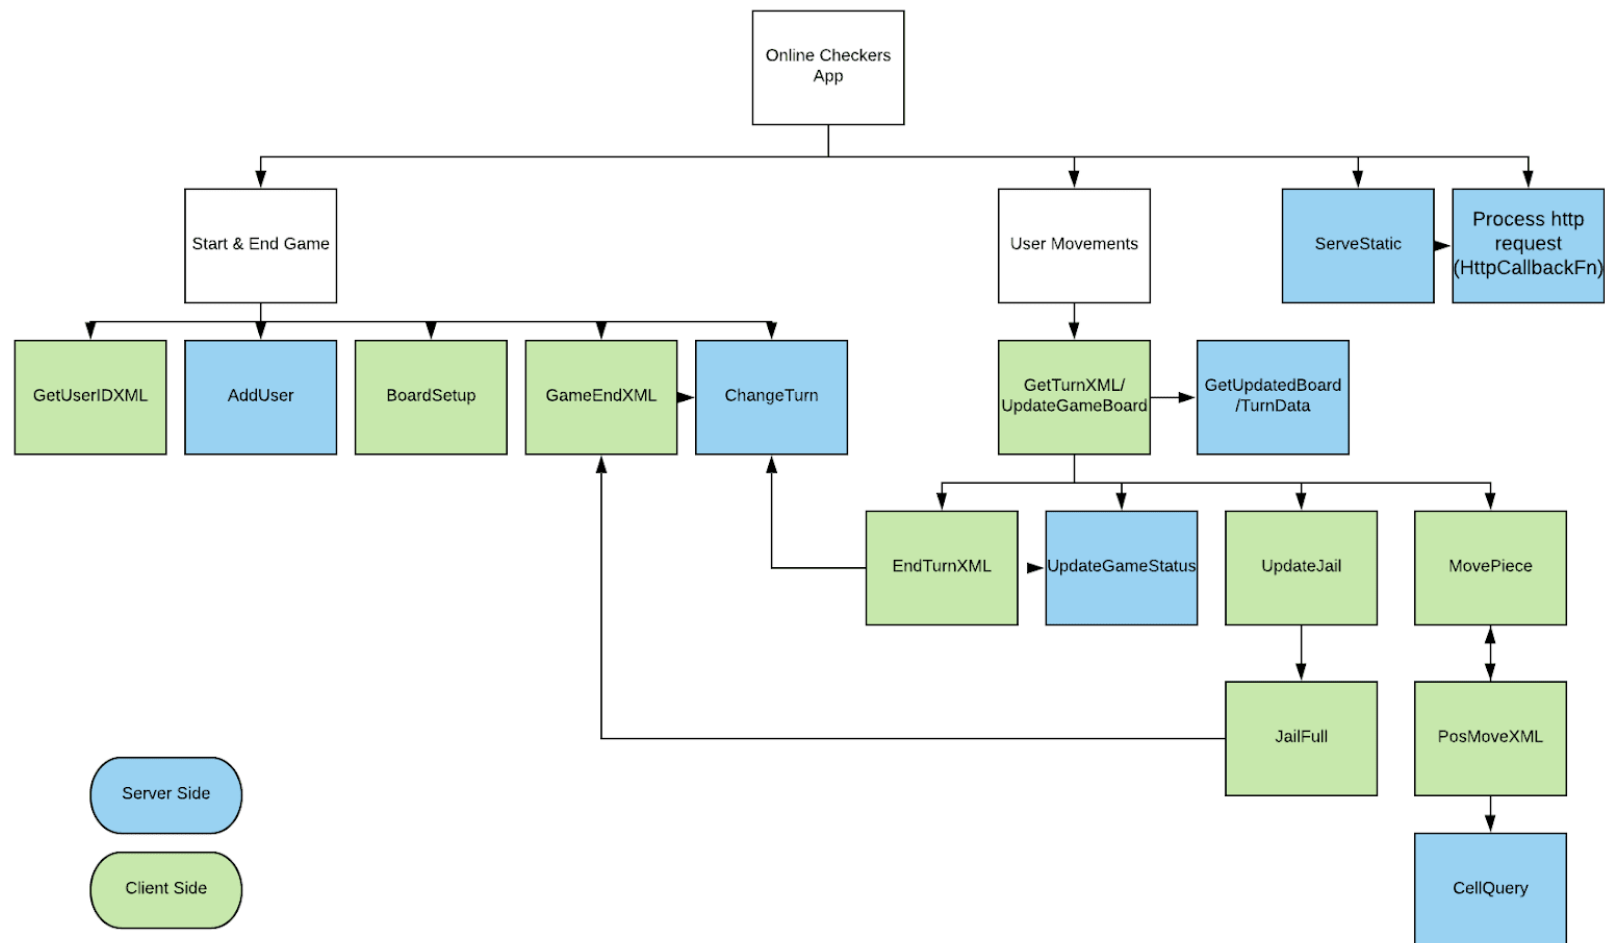 Online Checkers
App
Start & End Game
User Movements
ServeStatic
Process http
request
(HttpCallbackFn)
GetUserIDXML
AddUser
BoardSetup
GameEndXML
ChangeTurn
GetTurnXML/
UpdateGameBoard
GetUpdatedBoard
/TurnData
EndTurnXML
UpdateGameStatus
UpdateJail
MovePiece
JailFull
PosMoveXML
Server Side
Client Side
CellQuery